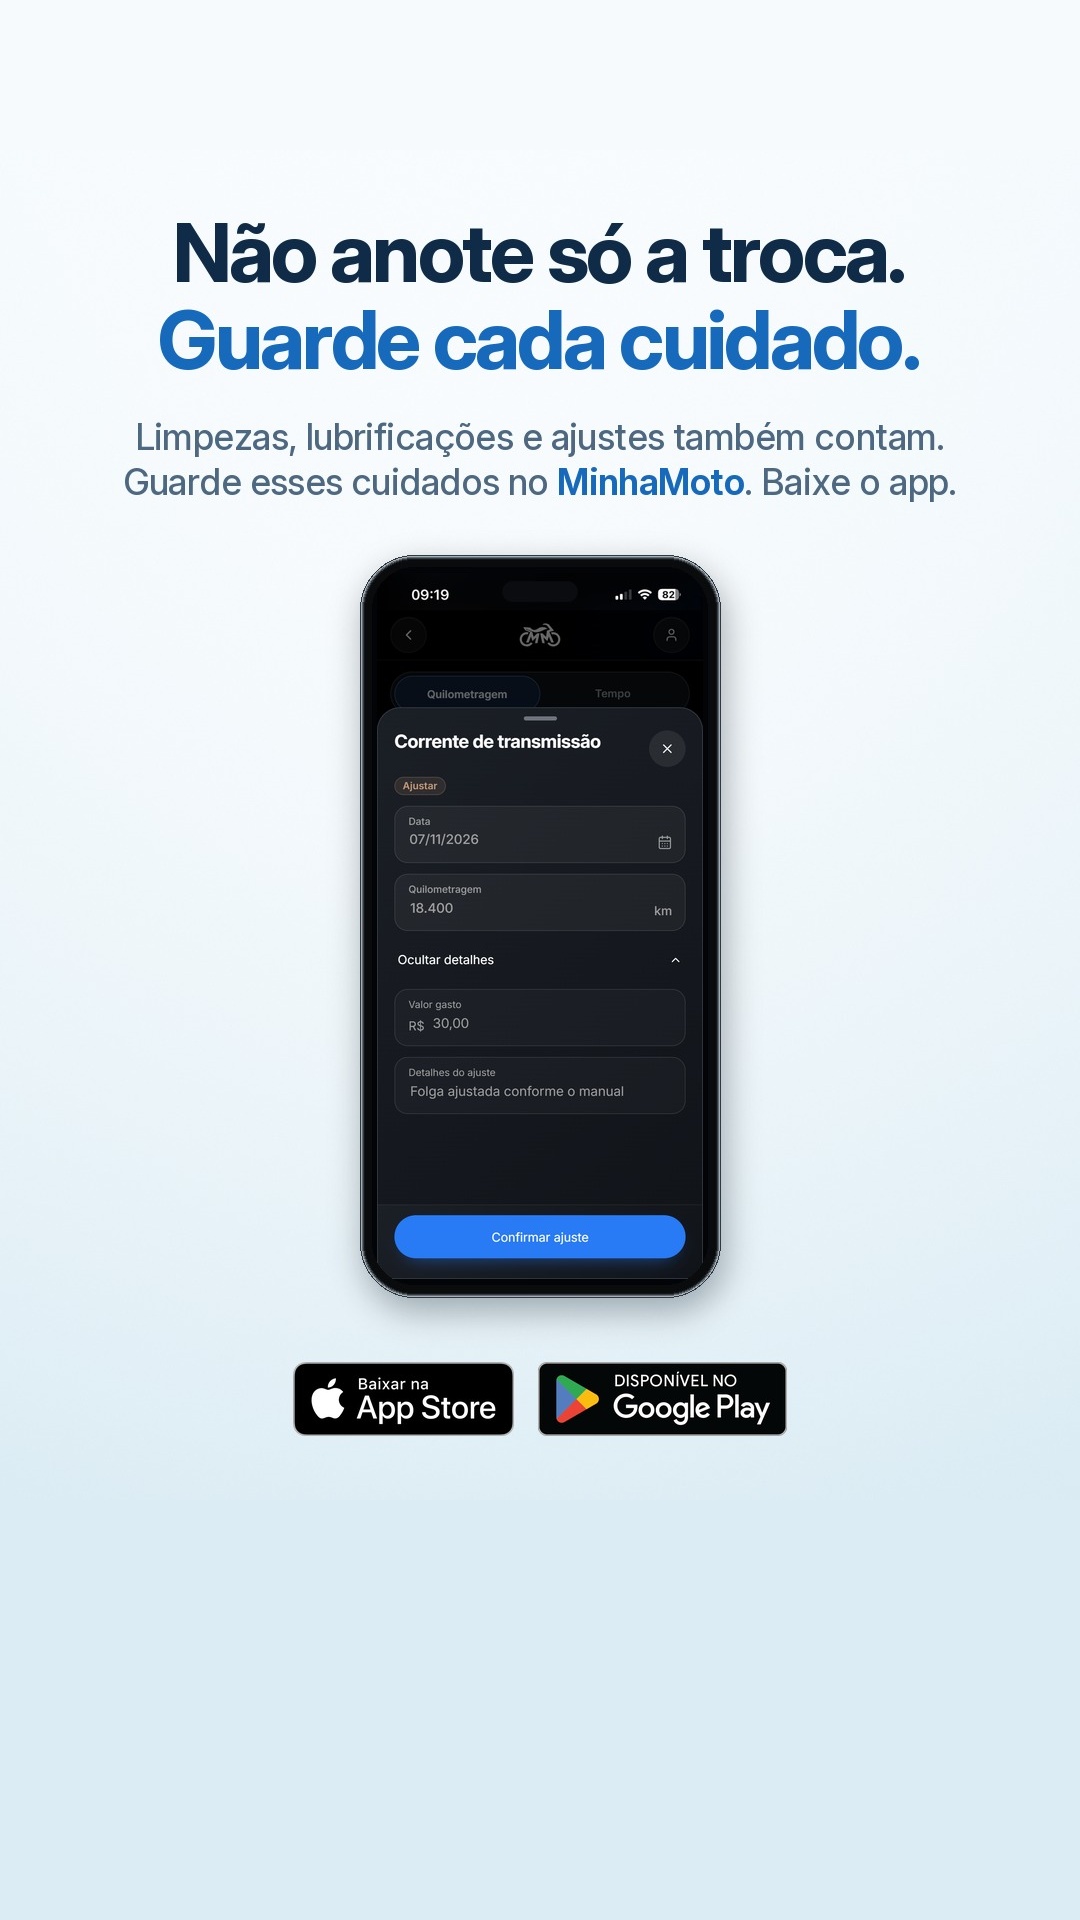 Não anote só a troca.
Guarde cada cuidado.
Limpezas, lubrificações e ajustes também contam.
Guarde esses cuidados no MinhaMoto. Baixe o app.
09:19
82
MM
Quilometragem
Tempo
Corrente de transmissão
Ajustar
Data
07/11/2026
Quilometragem
18.400
km
Ocultar detalhes
Valor gasto
R$ 30,00
Detalhes do ajuste
Folga ajustada conforme o manual
Confirmar ajuste
Baixar na
App Store
DISPONÍVEL NO
Google Play